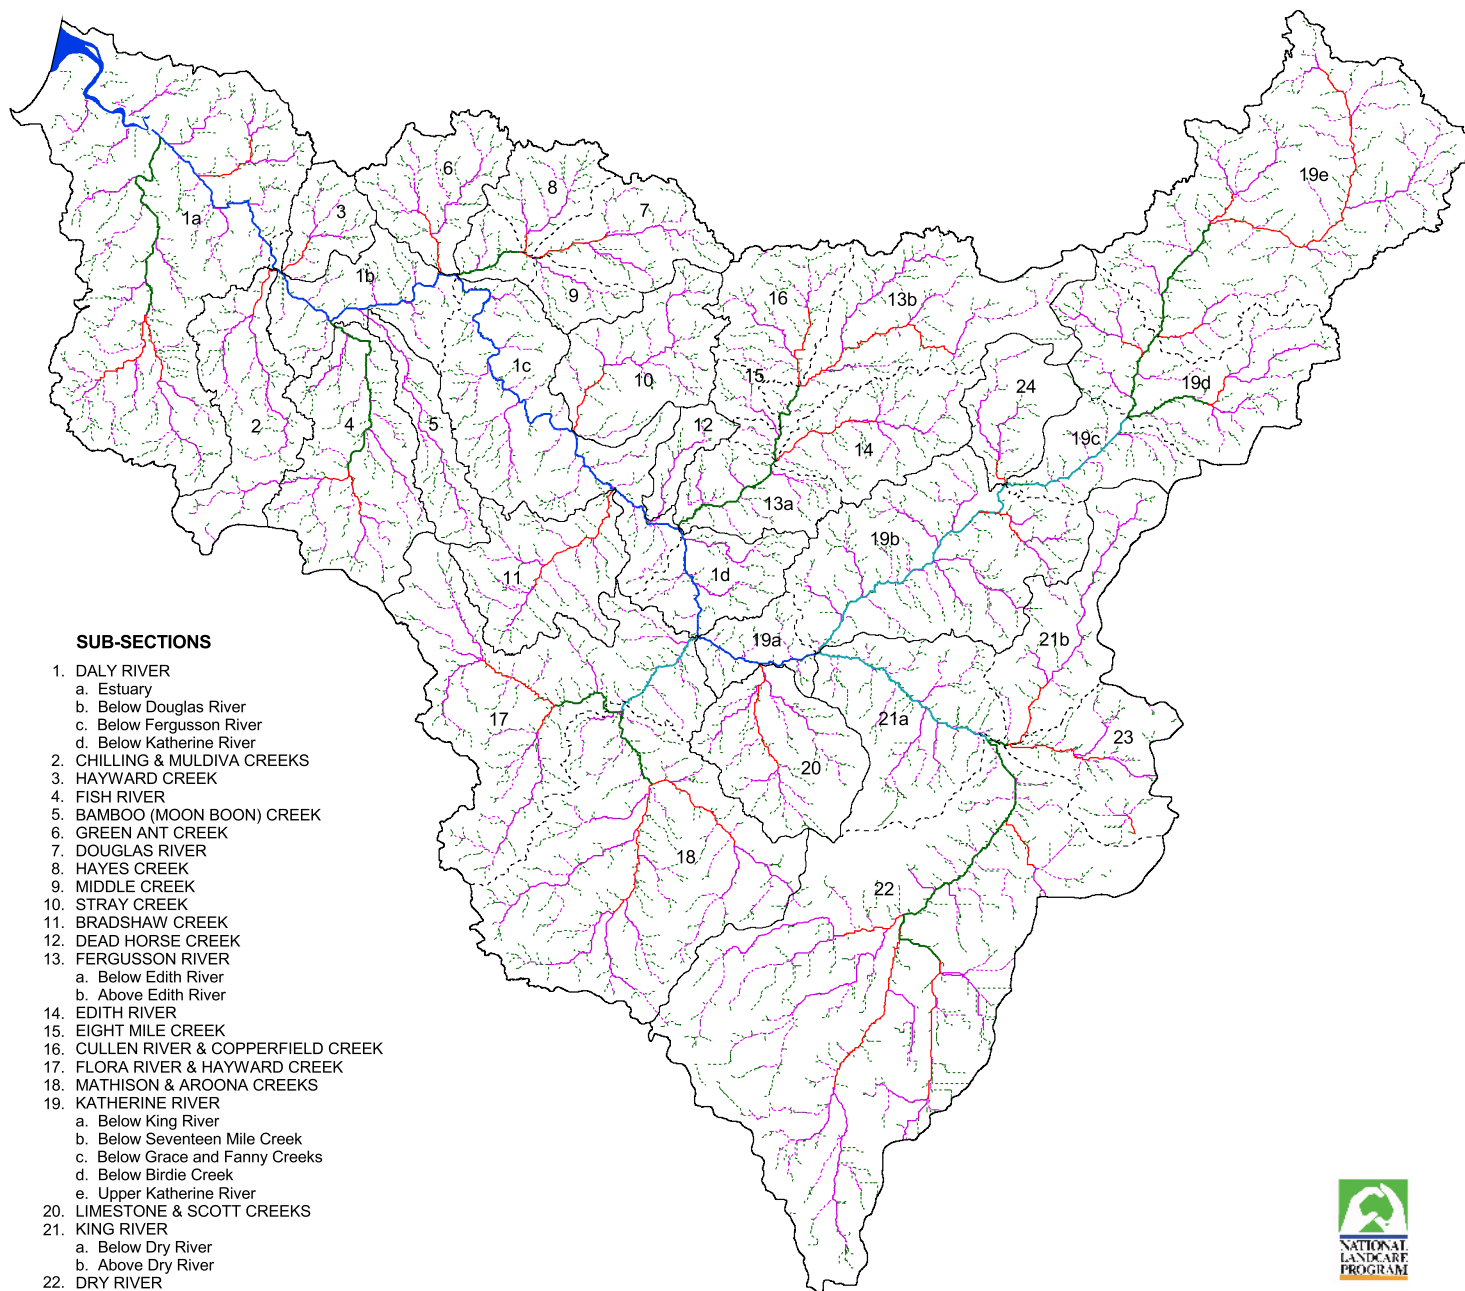 19e
6
8
7
3
1a
1b
9
16
13b
1c
10
15
24
19d
2
4
5
12
14
19c
13a
19b
11
1d
19a
21b
17
21a
23
20
18
22
SUB-SECTIONS
1. DALY RIVER
a. Estuary
b. Below Douglas River
c. Below Fergusson River
d. Below Katherine River
2. CHILLING & MULDIVA CREEKS
3. HAYWARD CREEK
4. FISH RIVER
5. BAMBOO (MOON BOON) CREEK
6. GREEN ANT CREEK
7. DOUGLAS RIVER
8. HAYES CREEK
9. MIDDLE CREEK
10. STRAY CREEK
11. BRADSHAW CREEK
12. DEAD HORSE CREEK
13. FERGUSSON RIVER
a. Below Edith River
b. Above Edith River
14. EDITH RIVER
15. EIGHT MILE CREEK
16. CULLEN RIVER & COPPERFIELD CREEK
17. FLORA RIVER & HAYWARD CREEK
18. MATHISON & AROONA CREEKS
19. KATHERINE RIVER
a. Below King River
b. Below Seventeen Mile Creek
c. Below Grace and Fanny Creeks
d. Below Birdie Creek
e. Upper Katherine River
20. LIMESTONE & SCOTT CREEKS
21. KING RIVER
a. Below Dry River
b. Above Dry River
22. DRY RIVER
NATIONAL
LANDCARE
PROGRAM